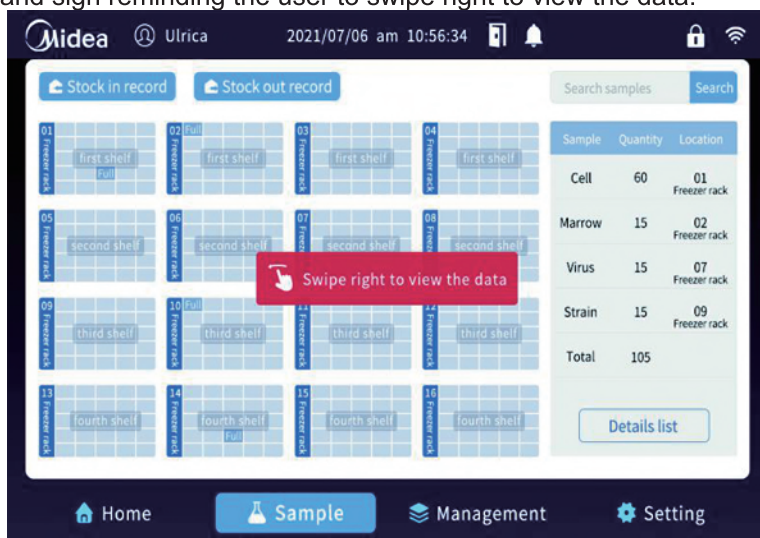 and sign reminding the user to swipe right to view the data.
Midea Ulrica 2021/07/06 am 10:56:34
Stock in record Stock out record
Search samples Search
01 Freezer rack first shelf Full
02 Freezer rack Full first shelf
03 Freezer rack first shelf
04 Freezer rack first shelf
05 Freezer rack second shelf
06 Freezer rack second shelf
07 Freezer rack second shelf
08 Freezer rack second shelf
Swipe right to view the data
09 Freezer rack third shelf
10 Freezer rack Full third shelf
11 Freezer rack third shelf
12 Freezer rack third shelf
13 Freezer rack fourth shelf
14 Freezer rack fourth shelf Full
15 Freezer rack fourth shelf
16 Freezer rack fourth shelf
Sample Quantity Location
Cell 60 01 Freezer rack
Marrow 15 02 Freezer rack
Virus 15 07 Freezer rack
Strain 15 09 Freezer rack
Total 105
Details list
Home Sample Management Setting